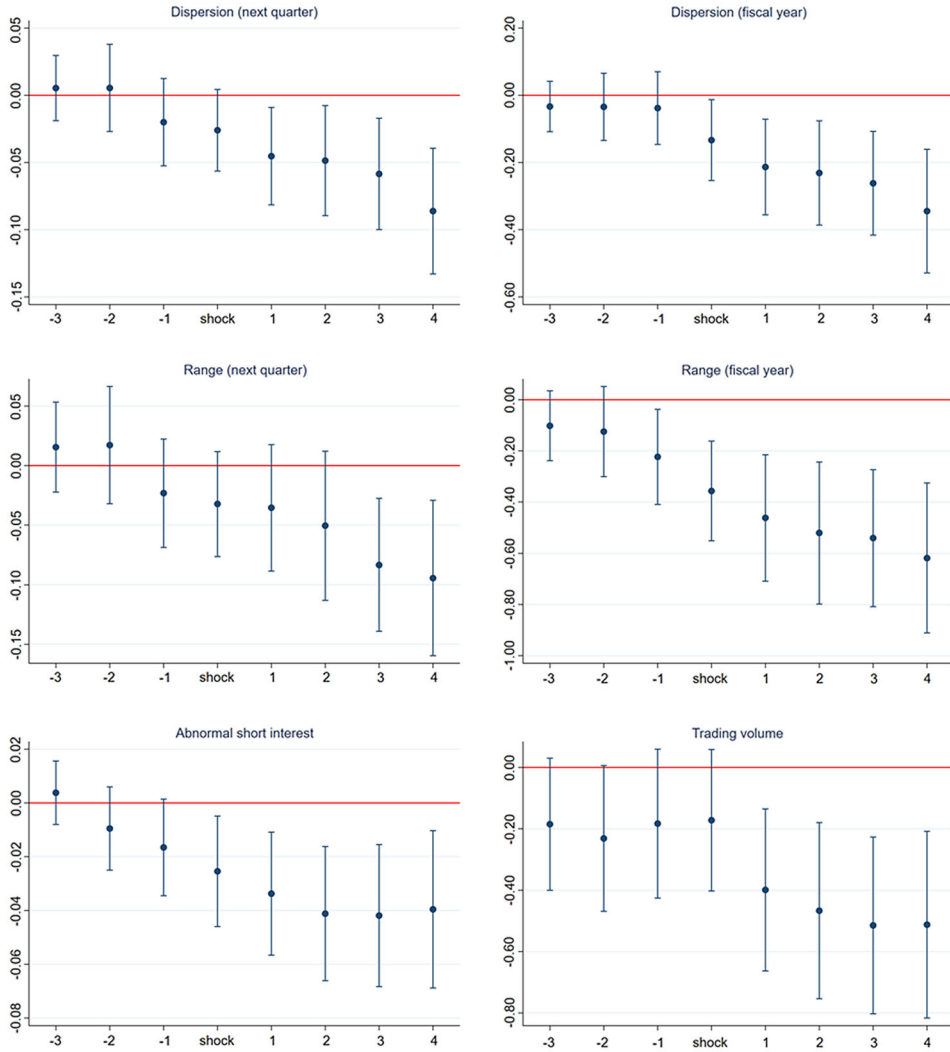 Dispersion (next quarter)
0.05
0.00
-0.05
-0.10
-0.15
-3 -2 -1 shock 1 2 3 4
Dispersion (fiscal year)
0.20
0.00
-0.20
-0.40
-0.60
-3 -2 -1 shock 1 2 3 4
Range (next quarter)
0.05
0.00
-0.05
-0.10
-0.15
-3 -2 -1 shock 1 2 3 4
Range (fiscal year)
0.00
-0.20
-0.40
-0.60
-0.80
-1.00
-3 -2 -1 shock 1 2 3 4
Abnormal short interest
0.02
0.00
-0.02
-0.04
-0.06
-0.08
-3 -2 -1 shock 1 2 3 4
Trading volume
0.00
-0.20
-0.40
-0.60
-0.80
-3 -2 -1 shock 1 2 3 4